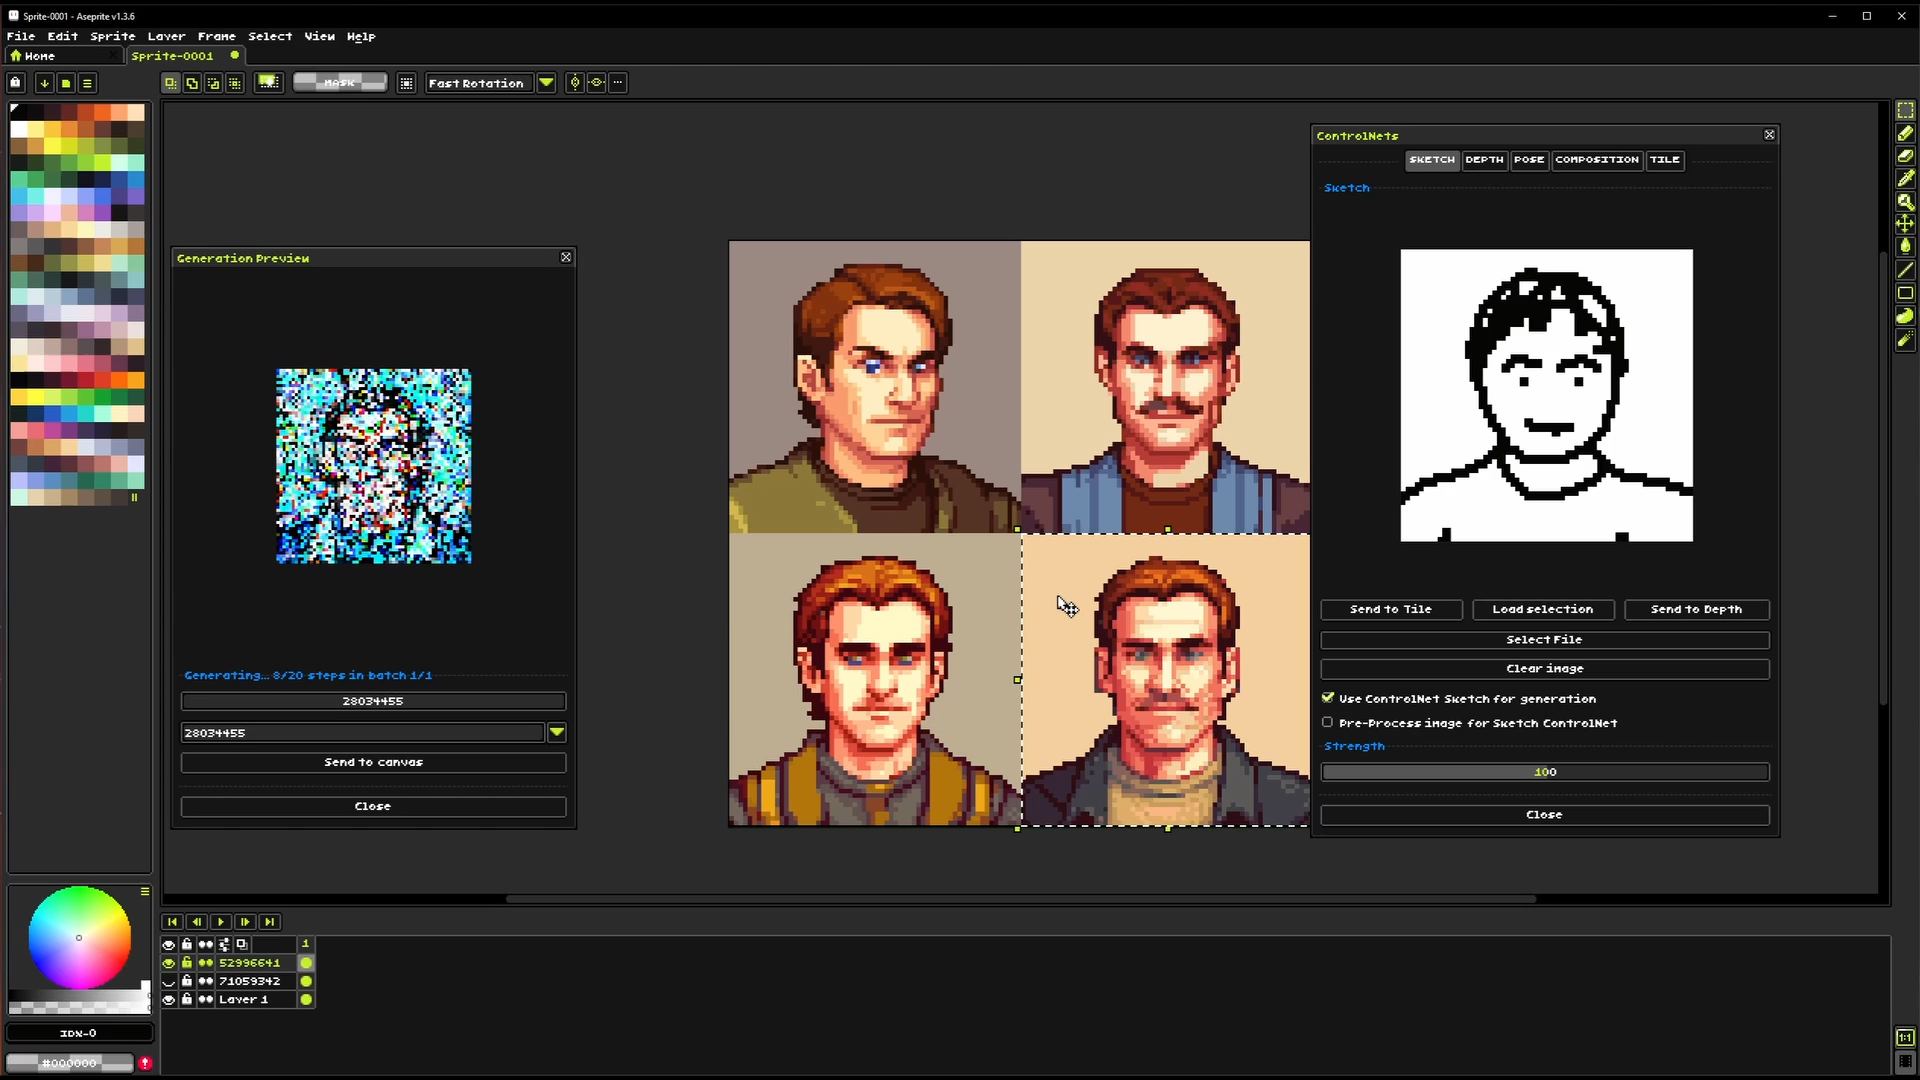 Sprite-0001 - Aseprite v1.3.6
File Edit Sprite Layer Frame Select View Help
Home
Sprite-0001
MASK
Fast Rotation
ControlNets
SKETCH DEPTH POSE COMPOSITION TILE
Sketch
Generation Preview
Generating... 8/20 steps in batch 1/1
28034455
28034455
Send to canvas
Close
Send to Tile
Load selection
Send to Depth
Select File
Clear image
Use ControlNet Sketch for generation
Pre-Process image for Sketch ControlNet
Strength
100
Close
1
52996641
71059342
Layer 1
IDX-0
#000000
1:1